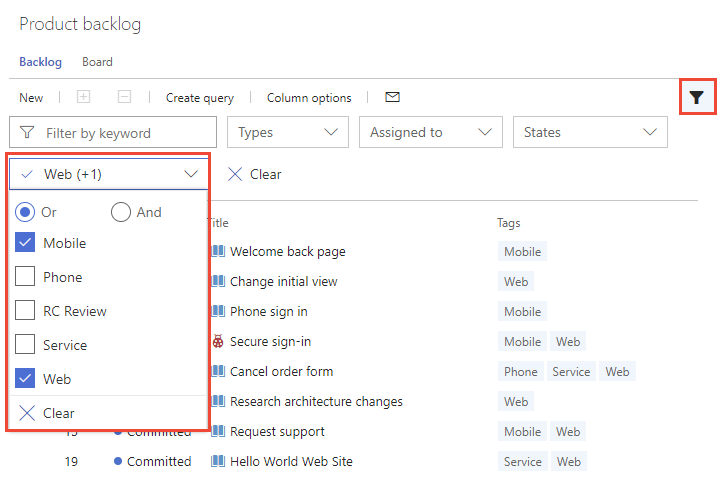 Product backlog
Backlog Board
New Create query Column options
Filter by keyword Types Assigned to States
Web (+1) Clear
Or And
Title Tags
Mobile
Welcome back page Mobile
Phone
Change initial view Web
RC Review
Phone sign in Mobile
Service
Secure sign-in Mobile Web
Web
Cancel order form Phone Service Web
Research architecture changes Web
Clear
Committed Request support Mobile Web
19 Committed Hello World Web Site Service Web